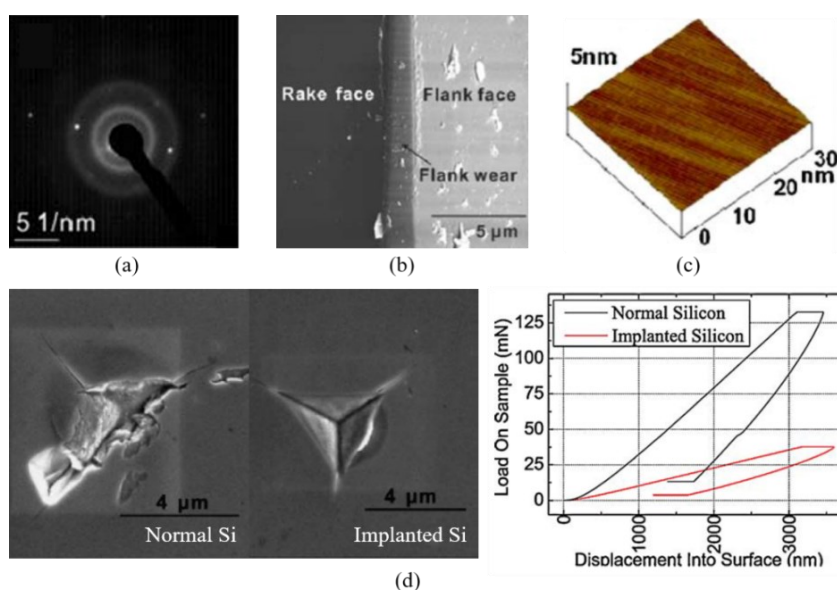 5 1/nm
(a)
Rake face
Flank face
Flank wear
5 µm
(b)
5nm
30
nm
20
10
0
(c)
4 µm
Normal Si
4 µm
Implanted Si
Load On Sample (mN)
125
100
75
50
25
0
Normal Silicon
Implanted Silicon
0
1000
2000
3000
Displacement Into Surface (nm)
(d)